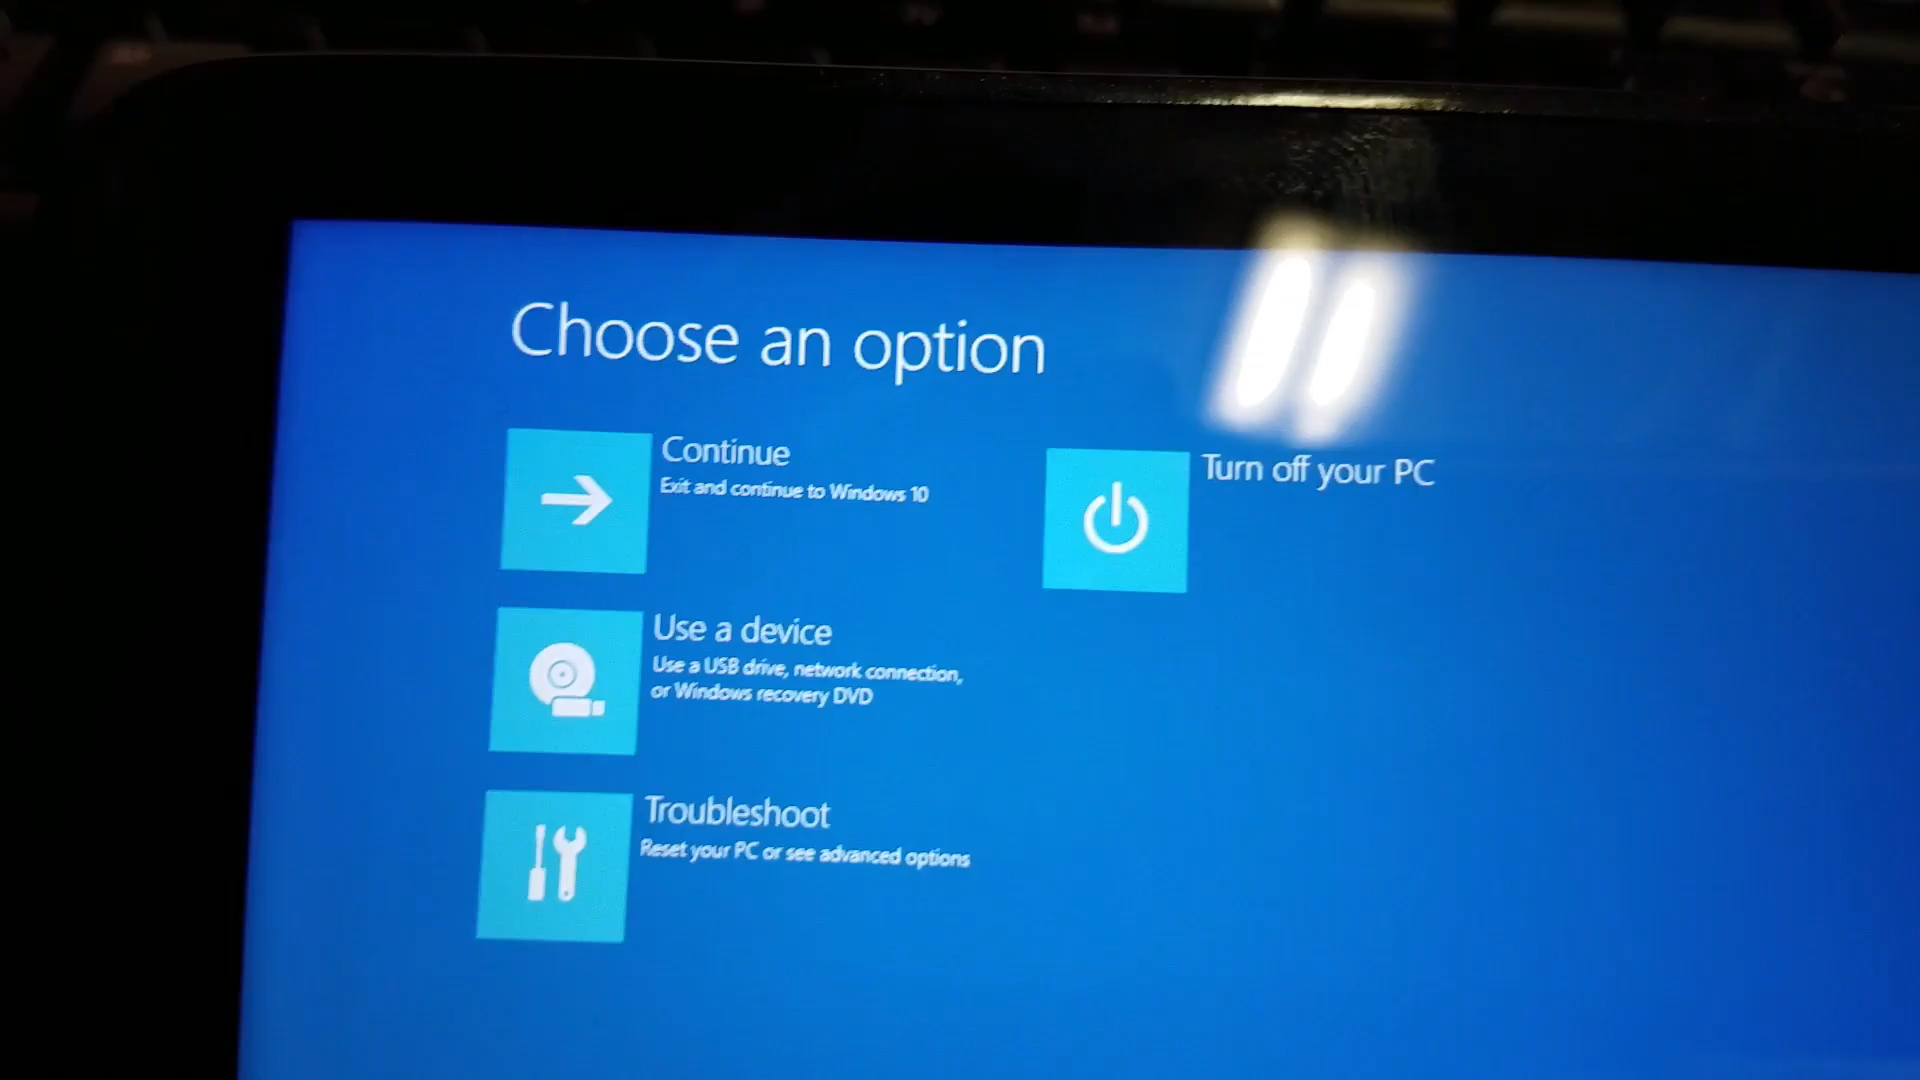 Choose an option
Continue
Exit and continue to Windows 10
Turn off your PC
Use a device
Use a USB drive, network connection,
or Windows recovery DVD
Troubleshoot
Reset your PC or see advanced options